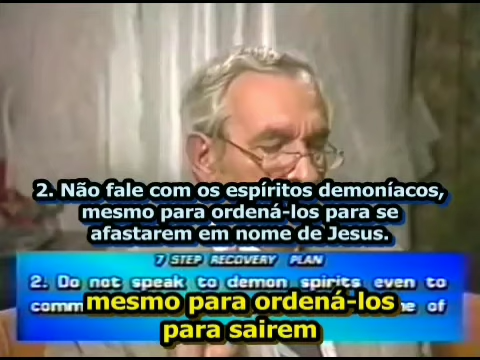 2. Não fale com os espíritos demoníacos,
mesmo para ordená-los para se
afastarem em nome de Jesus.
7 STEP RECOVERY PLAN
2. Do not speak to demon spirits even to
comm
me of
mesmo para ordená-los
para sairem